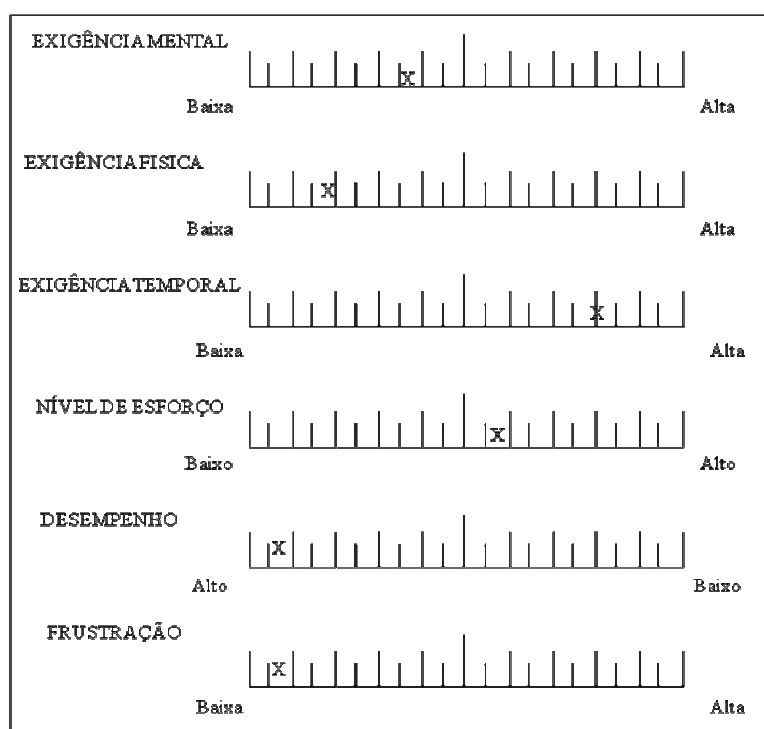 EXIGÊNCIA MENTAL
X
Baixa Alta
EXIGÊNCIA FISICA
X
Baixa Alta
EXIGÊNCIA TEMPORAL
X
Baixa Alta
NÍVEL DE ESFORÇO
X
Baixo Alto
DESEMPENHO
X
Alto Baixo
FRUSTRAÇÃO
X
Baixa Alta